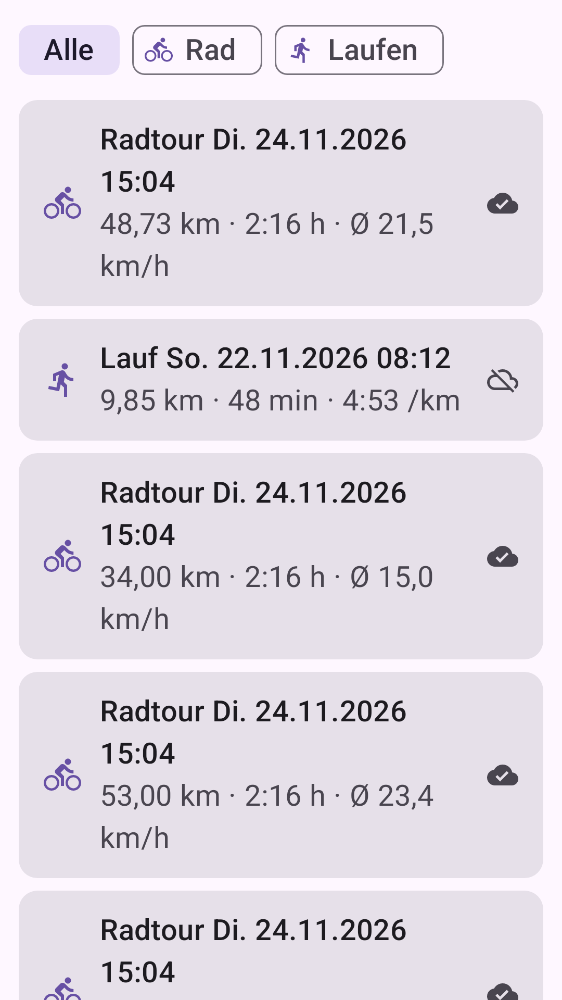 Alle Rad Laufen
Radtour Di. 24.11.2026
15:04
48,73 km · 2:16 h · Ø 21,5
km/h
Lauf So. 22.11.2026 08:12
9,85 km · 48 min · 4:53 /km
Radtour Di. 24.11.2026
15:04
34,00 km · 2:16 h · Ø 15,0
km/h
Radtour Di. 24.11.2026
15:04
53,00 km · 2:16 h · Ø 23,4
km/h
Radtour Di. 24.11.2026
15:04